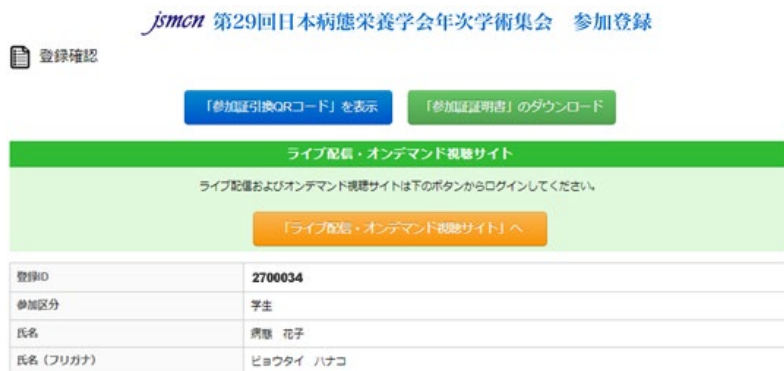 jsmcn 第29回日本病態栄養学会年次学術集会　参加登録
登録確認
「参加証引換QRコード」を表示　「参加証証明書」のダウンロード
ライブ配信・オンデマンド視聴サイト
ライブ配信およびオンデマンド視聴サイトは下のボタンからログインしてください。
「ライブ配信・オンデマンド視聴サイト」へ
登録ID　2700034
参加区分　学生
氏名　病態　花子
氏名（フリガナ）　ビョウタイ　ハナコ